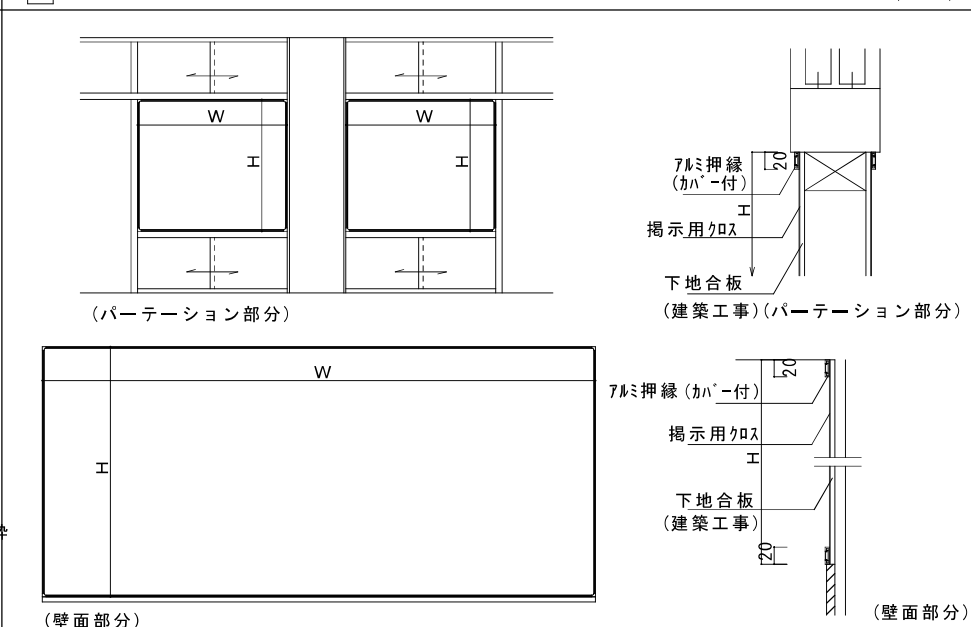 W
H
W
H
(パーテーション部分)
20
アルミ押縁
(カバー付)
H
掲示用クロス
下地合板
(建築工事)(パーテーション部分)
W
H
(壁面部分)
20
アルミ押縁(カバー付)
掲示用クロス
H
下地合板
(建築工事)
20
(壁面部分)